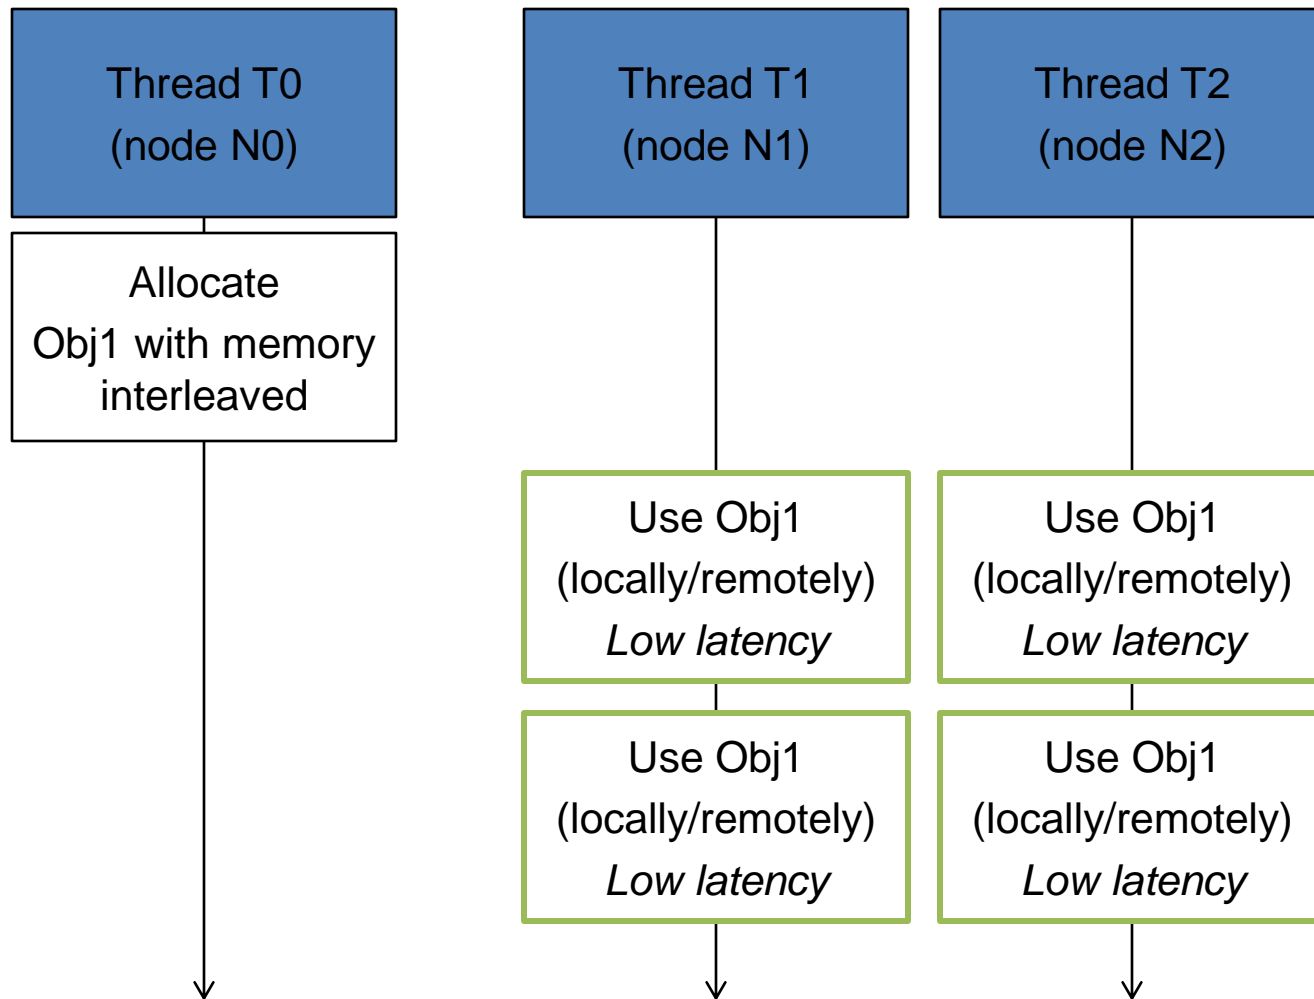 Thread T0
(node N0)
Thread T1
(node N1)
Thread T2
(node N2)
Allocate
Obj1 with memory
interleaved
Use Obj1
(locally/remotely)
Low latency
Use Obj1
(locally/remotely)
Low latency
Use Obj1
(locally/remotely)
Low latency
Use Obj1
(locally/remotely)
Low latency